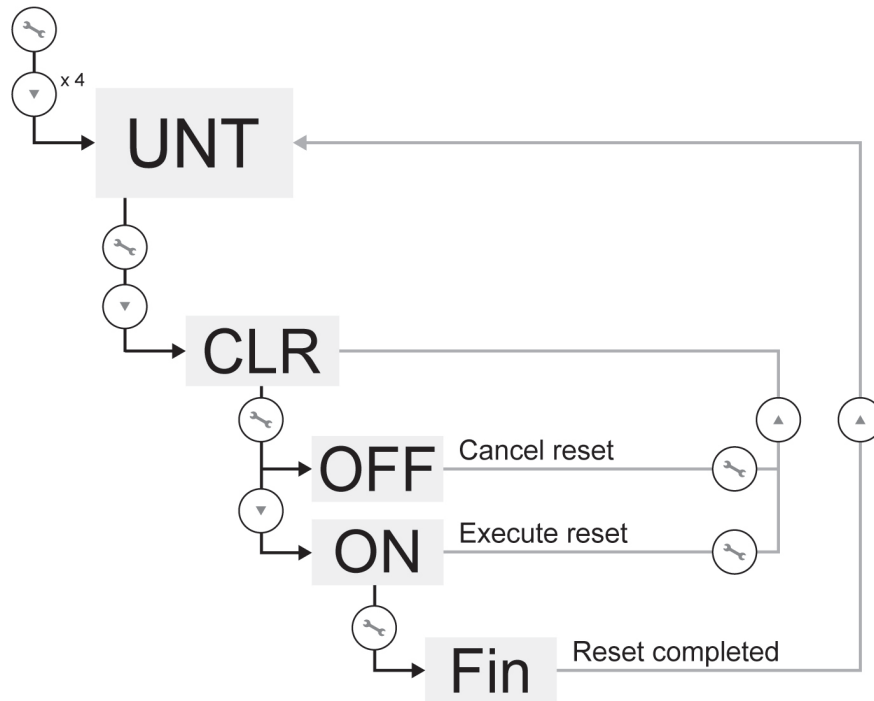 x 4
UNT
CLR
OFF
Cancel reset
ON
Execute reset
Fin
Reset completed